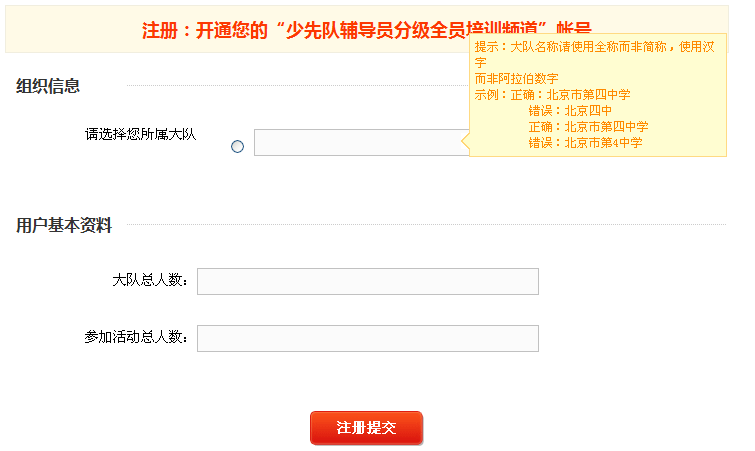 注册：开通您的“少先队辅导员分级全员培训频道”帐号
提示：大队名称请使用全称而非简称，使用汉
字
而非阿拉伯数字
示例：正确：北京市第四中学
错误：北京四中
正确：北京市第四中学
错误：北京市第4中学
组织信息
请选择您所属大队
用户基本资料
大队总人数：
参加活动总人数：
注册提交